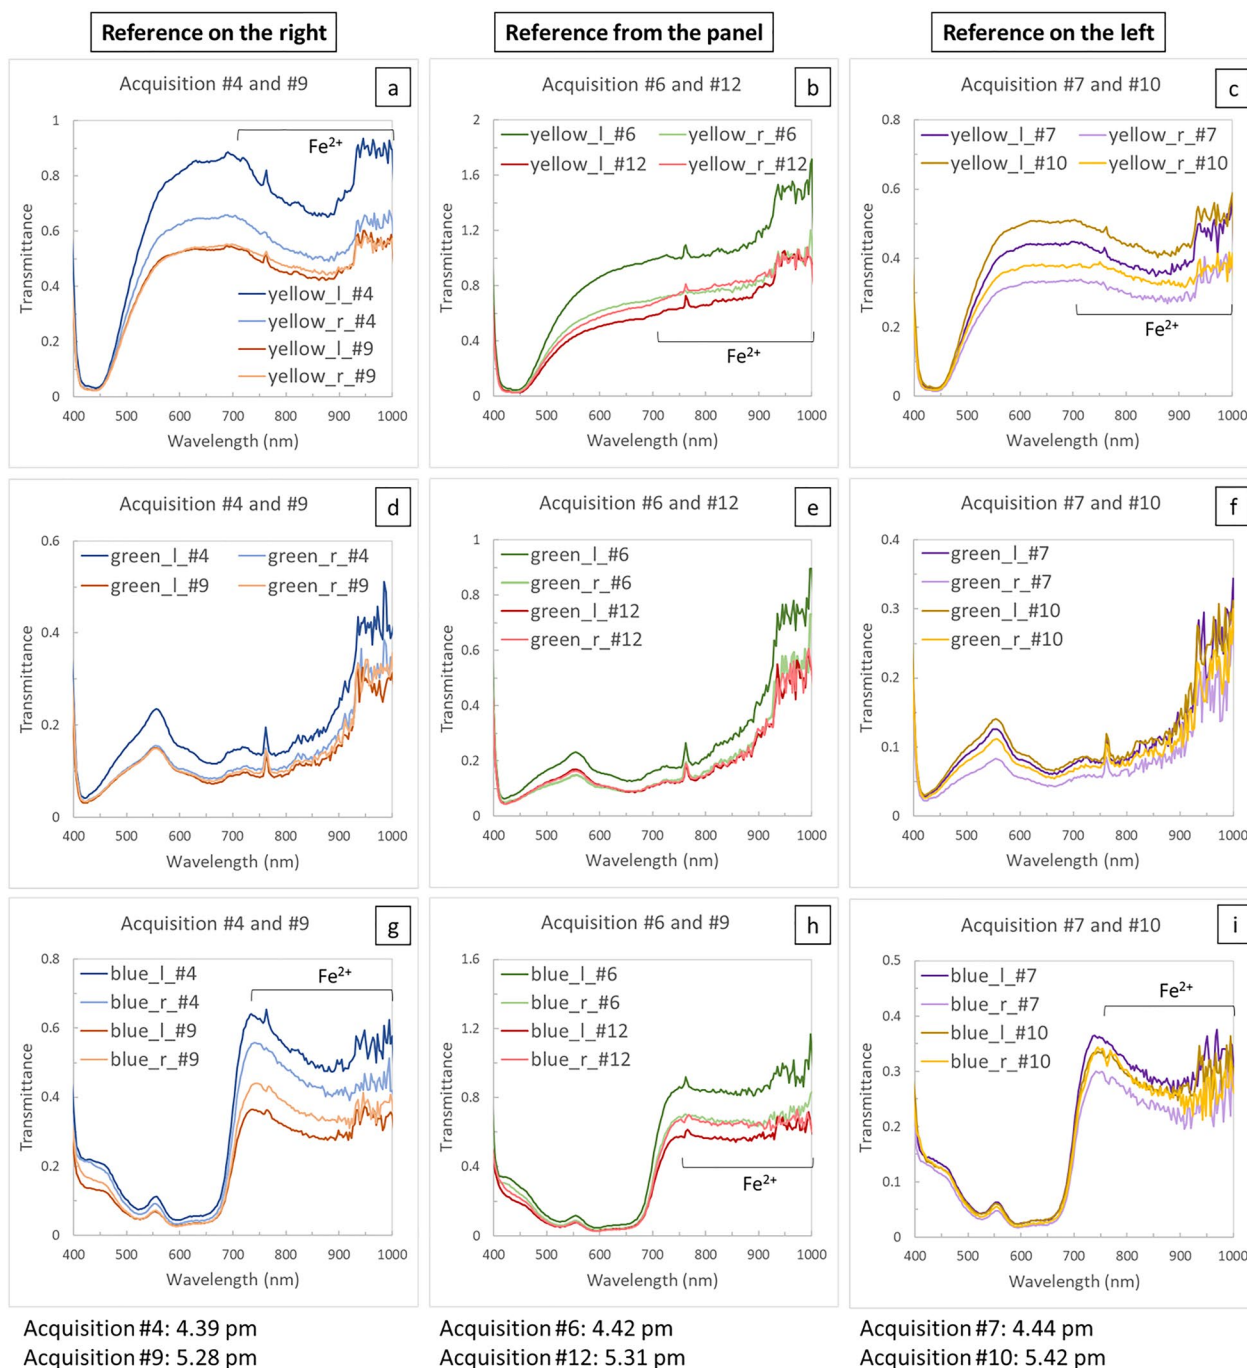 Reference on the right
Reference from the panel
Reference on the left
Acquisition #4 and #9
a
Fe²⁺
1
0.8
0.6
0.4
0.2
0
Transmittance
yellow_l_#4
yellow_r_#4
yellow_l_#9
yellow_r_#9
400 500 600 700 800 900 1000
Wavelength (nm)
Acquisition #6 and #12
b
yellow_l_#6 yellow_r_#6
yellow_l_#12 yellow_r_#12
2
1.6
1.2
0.8
0.4
0
Transmittance
Fe²⁺
400 500 600 700 800 900 1000
Wavelength (nm)
Acquisition #7 and #10
c
yellow_l_#7 yellow_r_#7
yellow_l_#10 yellow_r_#10
0.8
0.6
0.4
0.2
0
Transmittance
Fe²⁺
400 500 600 700 800 900 1000
Wavelength (nm)
Acquisition #4 and #9
d
green_l_#4 green_r_#4
green_l_#9 green_r_#9
0.6
0.4
0.2
0
Transmittance
400 500 600 700 800 900 1000
Wavelength (nm)
Acquisition #6 and #12
e
green_l_#6
green_r_#6
green_l_#12
green_r_#12
1
0.8
0.6
0.4
0.2
0
Transmittance
400 500 600 700 800 900 1000
Wavelength (nm)
Acquisition #7 and #10
f
green_l_#7
green_r_#7
green_l_#10
green_r_#10
0.4
0.3
0.2
0.1
0
Transmittance
400 500 600 700 800 900 1000
Wavelength (nm)
Acquisition #4 and #9
g
blue_l_#4
blue_r_#4
blue_l_#9
blue_r_#9
Fe²⁺
0.8
0.6
0.4
0.2
0
Transmittance
400 500 600 700 800 900 1000
Wavelength (nm)
Acquisition #6 and #9
h
blue_l_#6
blue_r_#6
blue_l_#12
blue_r_#12
1.6
1.2
0.8
0.4
0
Transmittance
Fe²⁺
400 500 600 700 800 900 1000
Wavelength (nm)
Acquisition #7 and #10
i
blue_l_#7
blue_r_#7
blue_l_#10
blue_r_#10
Fe²⁺
0.5
0.4
0.3
0.2
0.1
0
Transmittance
400 500 600 700 800 900 1000
Wavelength (nm)
Acquisition #4: 4.39 pm
Acquisition #9: 5.28 pm
Acquisition #6: 4.42 pm
Acquisition #12: 5.31 pm
Acquisition #7: 4.44 pm
Acquisition #10: 5.42 pm